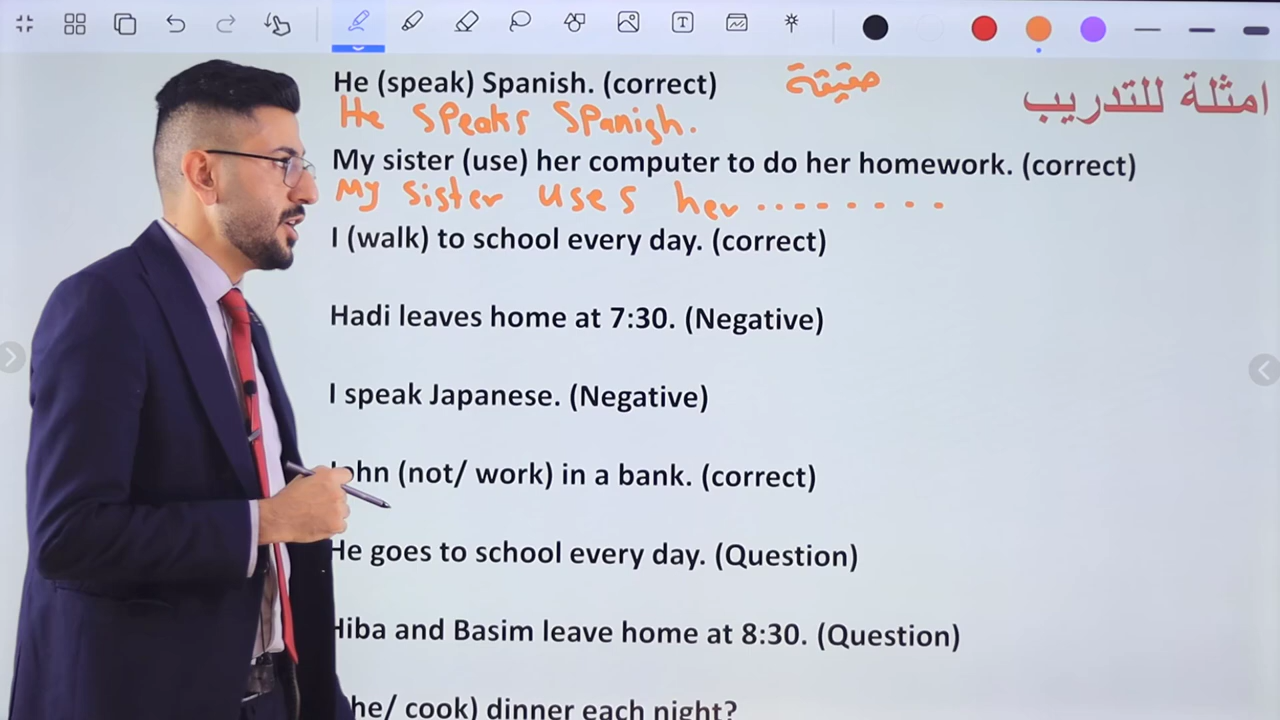 He (speak) Spanish. (correct)
حقيقة
امثلة للتدريب
He speaks Spanish.
My sister (use) her computer to do her homework. (correct)
My sister uses her ........
I (walk) to school every day. (correct)
Hadi leaves home at 7:30. (Negative)
I speak Japanese. (Negative)
John (not/ work) in a bank. (correct)
He goes to school every day. (Question)
Hiba and Basim leave home at 8:30. (Question)
he/ cook) dinner each night?